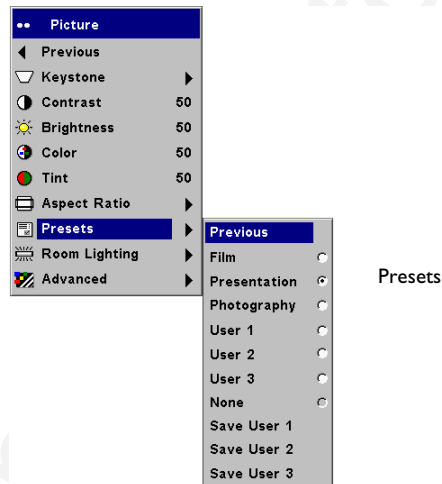 Picture
Previous
Keystone
Contrast 50
Brightness 50
Color 50
Tint 50
Aspect Ratio
Presets
Room Lighting
Advanced
Previous
Film
Presentation
Photography
User 1
User 2
User 3
None
Save User 1
Save User 2
Save User 3
Presets